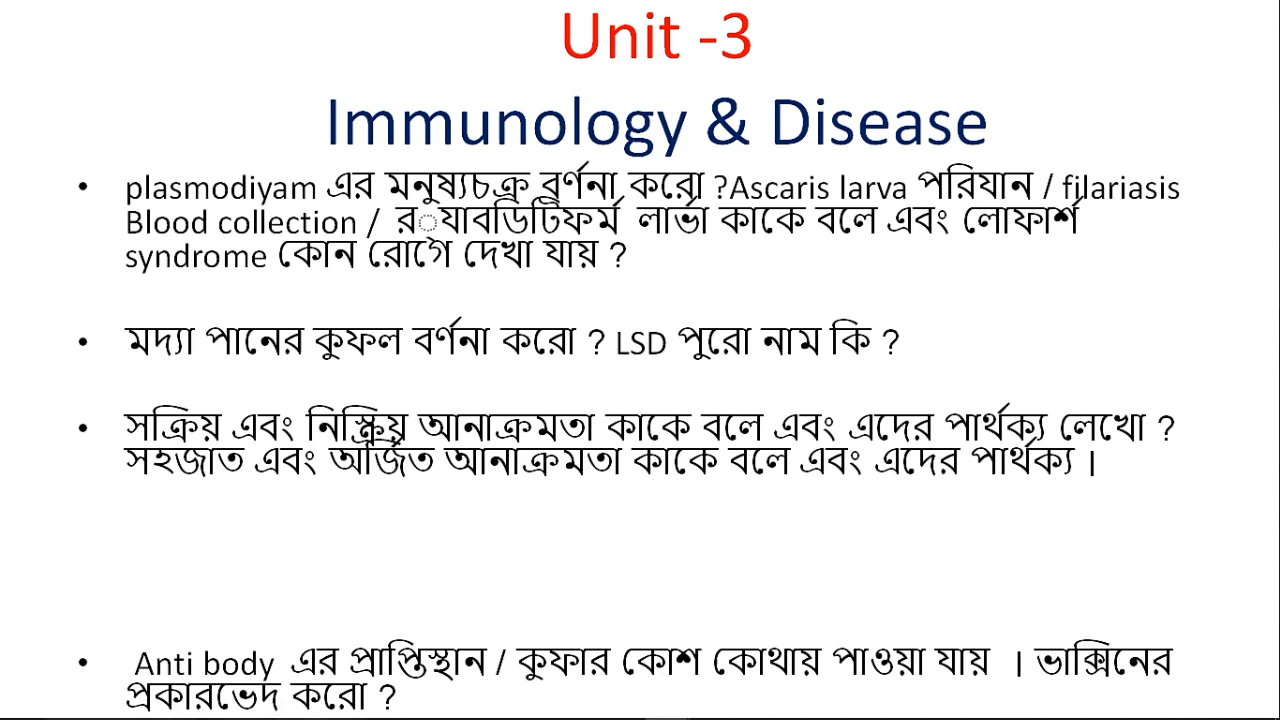 Unit -3
Immunology & Disease
• plasmodiyam এর মনুষ্যচক্র বর্ণনা করো ?Ascaris larva পরিযান / filariasis
Blood collection / র‍্যাবডিটিফর্ম লার্ভা কাকে বলে এবং লোফার্শ
syndrome কোন রোগে দেখা যায় ?
• মদ্যা পানের কুফল বর্ণনা করো ? LSD পুরো নাম কি ?
• সক্রিয় এবং নিস্ক্রিয় আনাক্রমতা কাকে বলে এবং এদের পার্থক্য লেখো ?
সহজাত এবং অর্জিত আনাক্রমতা কাকে বলে এবং এদের পার্থক্য ।
• Anti body এর প্রাপ্তিস্থান / কুফার কোশ কোথায় পাওয়া যায় । ভাক্সিনের
প্রকারভেদ করো ?